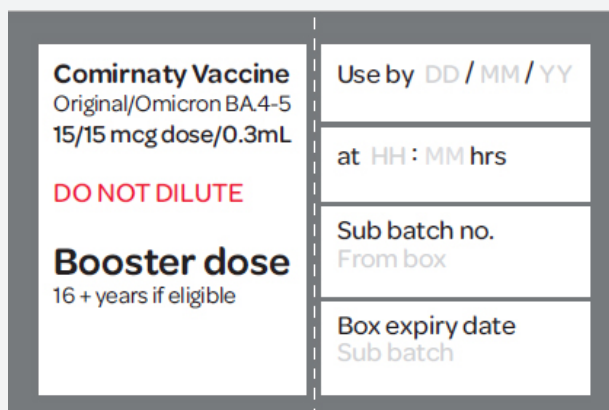 Comirnaty Vaccine
Original/Omicron BA.4-5
15/15 mcg dose/0.3mL
DO NOT DILUTE
Booster dose
16 + years if eligible
Use by DD / MM / YY
at HH : MM hrs
Sub batch no.
From box
Box expiry date
Sub batch